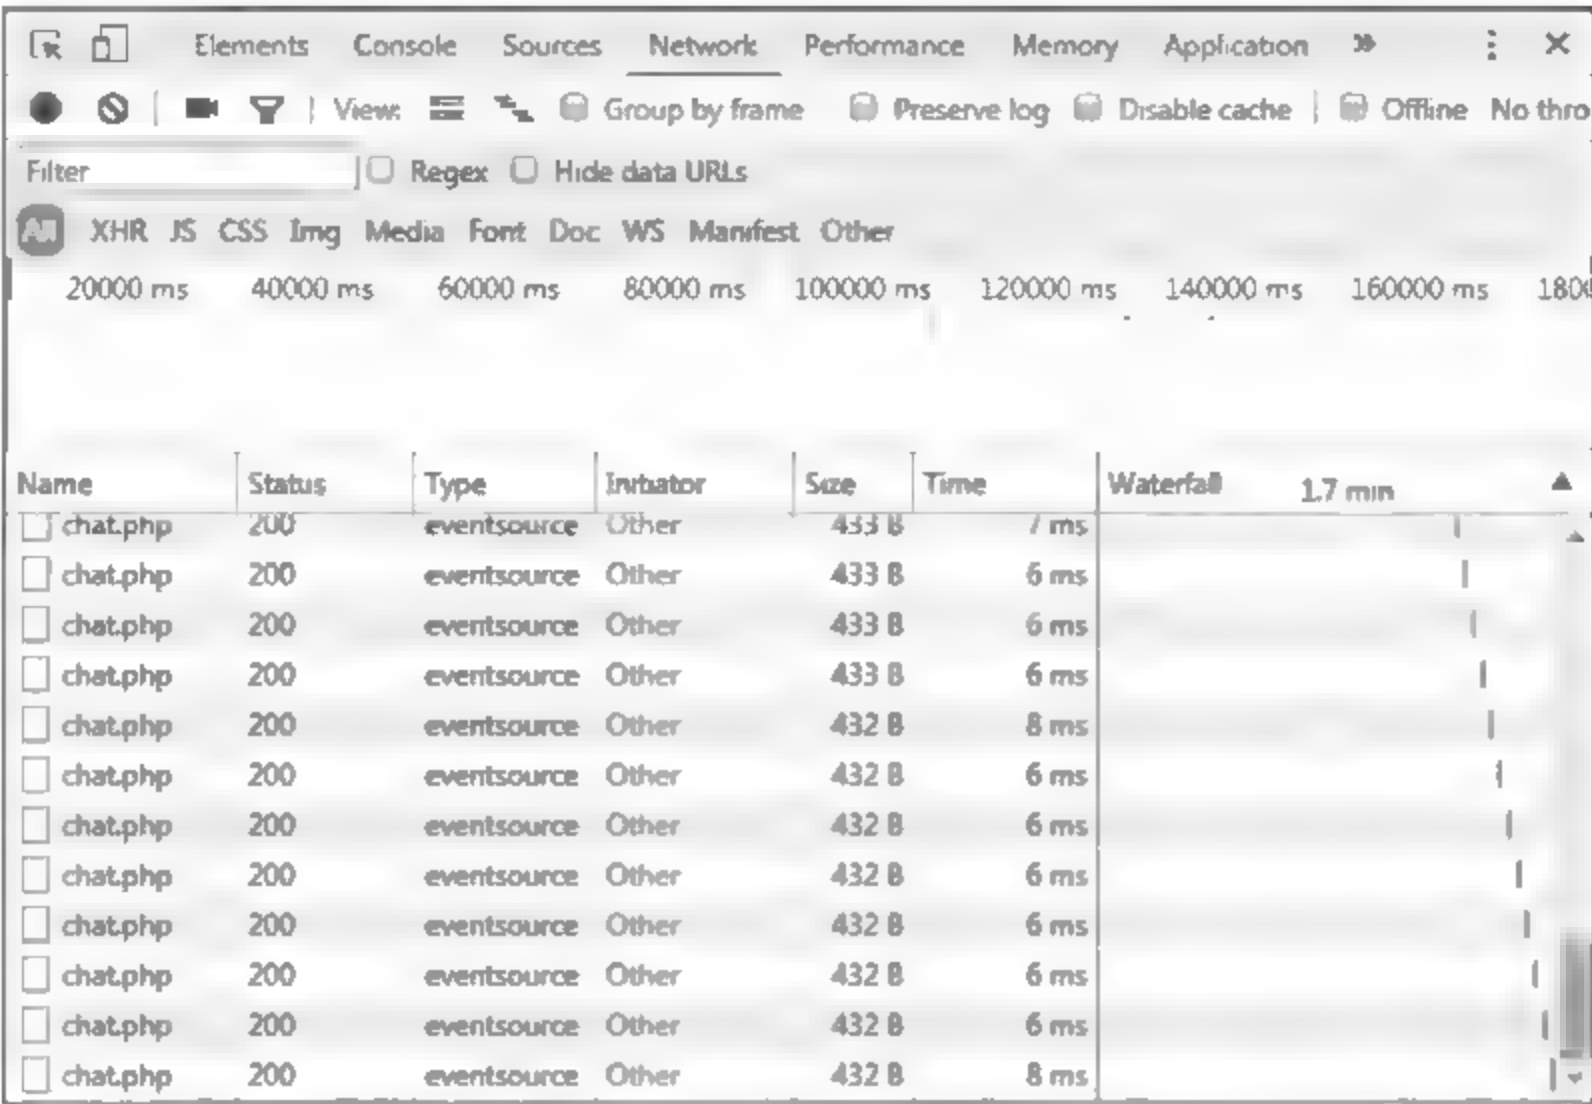 Elements Console Sources Network Performance Memory Application »
View: Group by frame Preserve log Disable cache Offline No thro
Filter Regex Hide data URLs
All XHR JS CSS Img Media Font Doc WS Manifest Other
20000 ms 40000 ms 60000 ms 80000 ms 100000 ms 120000 ms 140000 ms 160000 ms 1800
Name Status Type Initiator Size Time Waterfall 1.7 min
chat.php 200 eventsource Other 433 B 7 ms
chat.php 200 eventsource Other 433 B 6 ms
chat.php 200 eventsource Other 433 B 6 ms
chat.php 200 eventsource Other 433 B 6 ms
chat.php 200 eventsource Other 432 B 8 ms
chat.php 200 eventsource Other 432 B 6 ms
chat.php 200 eventsource Other 432 B 6 ms
chat.php 200 eventsource Other 432 B 6 ms
chat.php 200 eventsource Other 432 B 6 ms
chat.php 200 eventsource Other 432 B 6 ms
chat.php 200 eventsource Other 432 B 6 ms
chat.php 200 eventsource Other 432 B 8 ms